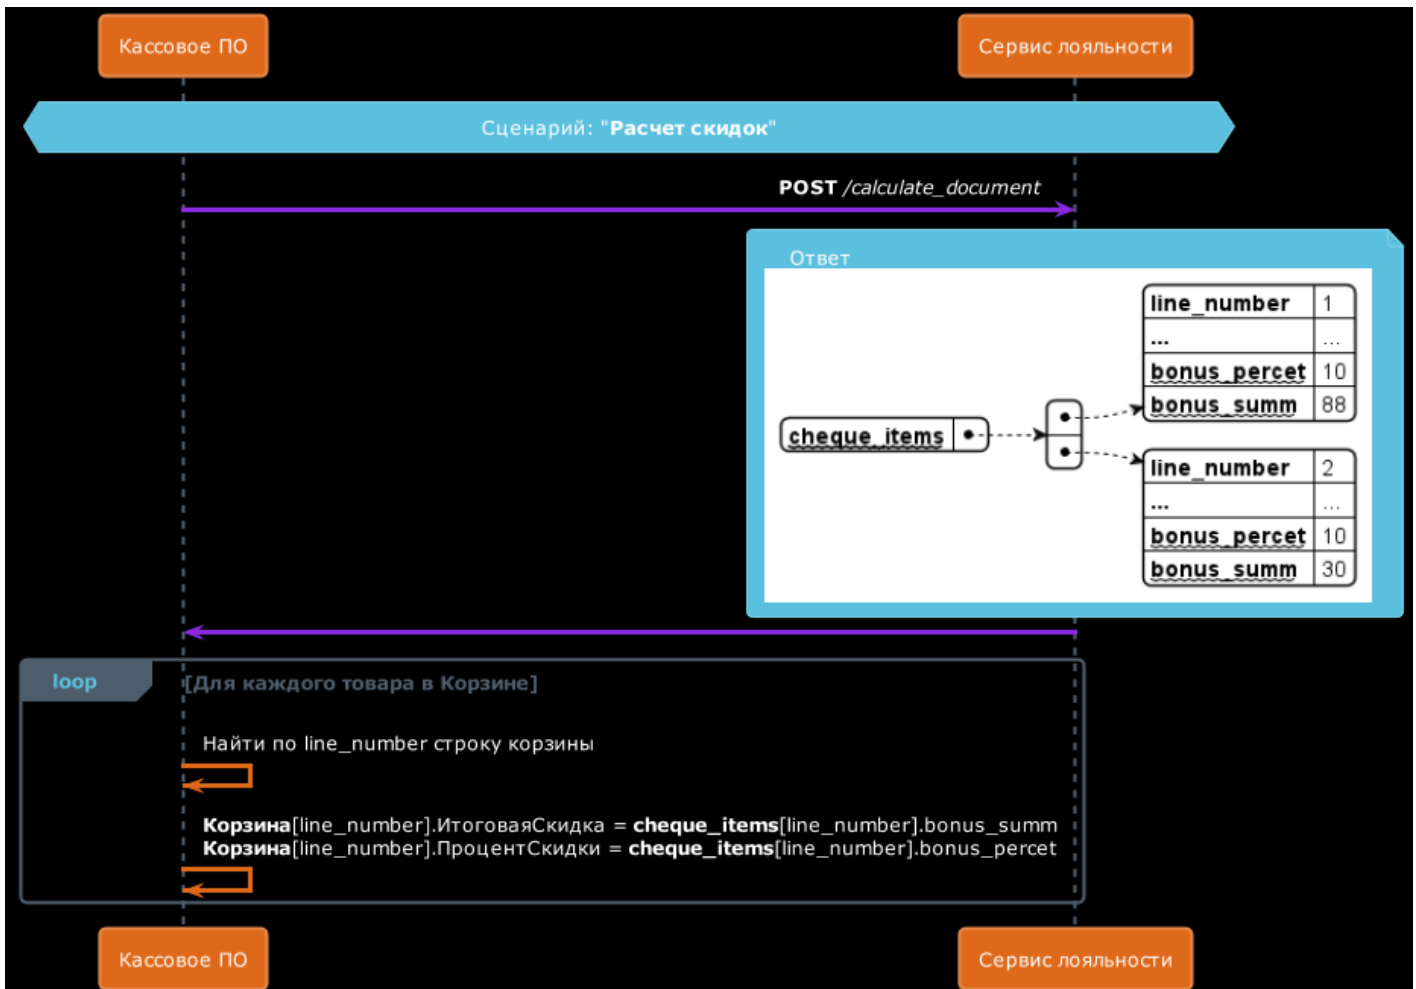 Кассовое ПО
Сервис лояльности
Сценарий: "Расчет скидок"
POST /calculate_document
Ответ
line_number 1
... ...
bonus_percet 10
bonus_summ 88
cheque_items
line_number 2
... ...
bonus_percet 10
bonus_summ 30
loop
[Для каждого товара в Корзине]
Найти по line_number строку корзины
Корзина[line_number].ИтоговаяСкидка = cheque_items[line_number].bonus_summ
Корзина[line_number].ПроцентСкидки = cheque_items[line_number].bonus_percet
Кассовое ПО
Сервис лояльности